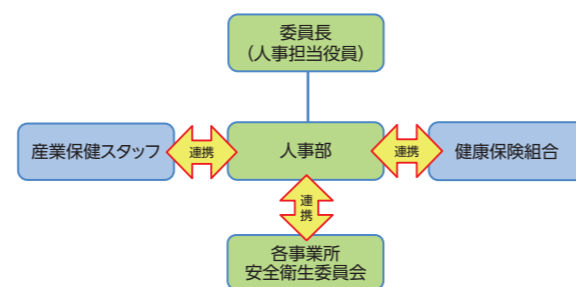 委員長
（人事担当役員）
産業保健スタッフ
連携
人事部
連携
健康保険組合
連携
各事業所
安全衛生委員会